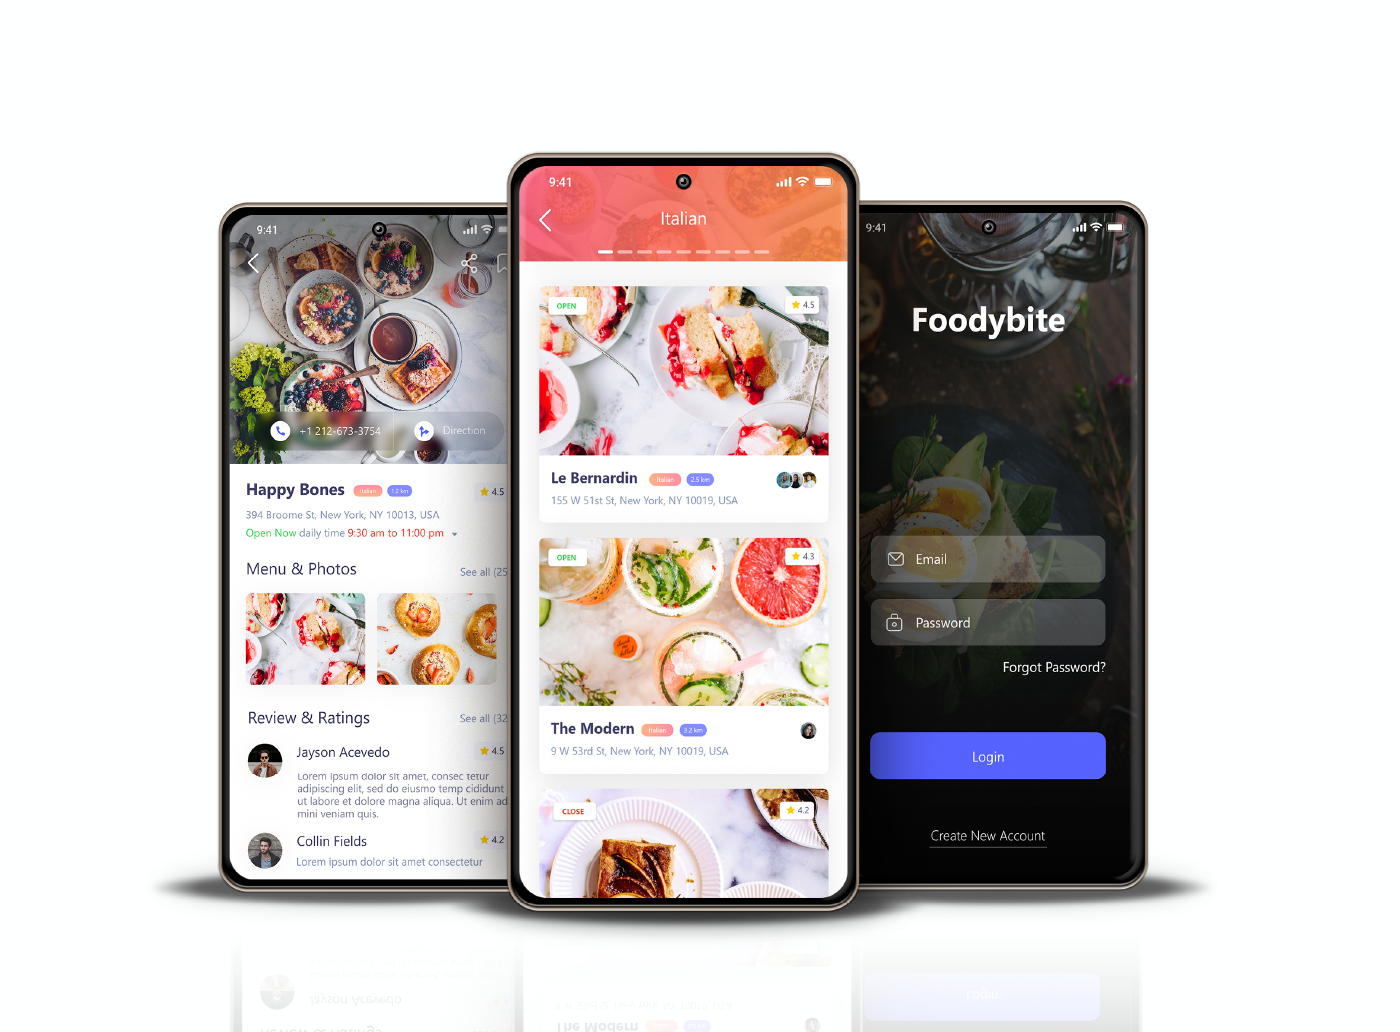 9:41
+1 212-673-3754
Direction
Happy Bones
Italian
1.2 km
4.5
394 Broome St, New York, NY 10013, USA
Open Now daily time 9:30 am to 11:00 pm
Menu & Photos
See all (25
Review & Ratings
See all (32
Jayson Acevedo
4.5
Lorem ipsum dolor sit amet, consec tetur
adipiscing elit, sed do eiusmo temp cididunt
ut labore et dolore magna aliqua. Ut enim ad
mini veniam quis.
Collin Fields
4.2
Lorem ipsum dolor sit amet consectetur
9:41
Italian
OPEN
4.5
Le Bernardin
Italian
2.5 km
155 W 51st St, New York, NY 10019, USA
OPEN
4.3
The Modern
Italian
3.2 km
9 W 53rd St, New York, NY 10019, USA
CLOSE
4.2
9:41
Foodybite
Email
Password
Forgot Password?
Login
Create New Account
Jayson Acevedo
The Modern
Login